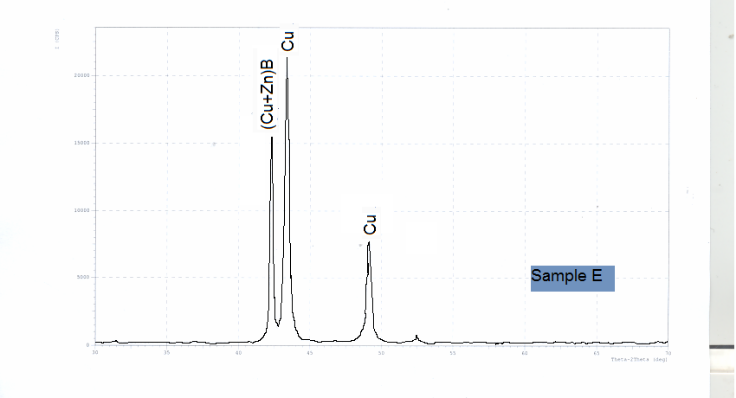 I (CPS)
Cu
(Cu+Zn)B
20000
15000
10000
Cu
5000
Sample E
0
30 35 40 45 50 55 60 65 70
Theta-2Theta (deg)